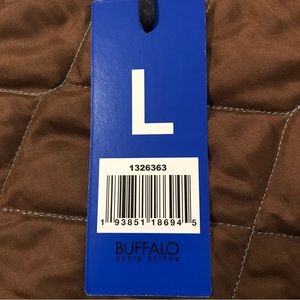 L
1326363
1 93851 18694 5
BUFFALO
DAVID BITTON